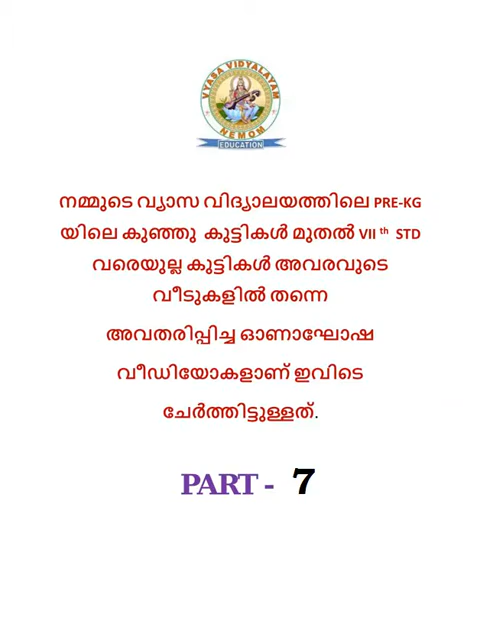 VYASA VIDYALAYAM
NEMOM
EDUCATION
നമ്മുടെ വ്യാസ വിദ്യാലയത്തിലെ PRE-KG
യിലെ കുഞ്ഞു കുട്ടികൾ മുതൽ VII th STD
വരെയുല്ല കുട്ടികൾ അവരവുടെ
വീടുകളിൽ തന്നെ
അവതരിപ്പിച്ച ഓണാഘോഷ
വീഡിയോകളാണ് ഇവിടെ
ചേർത്തിട്ടുള്ളത്.
PART - 7